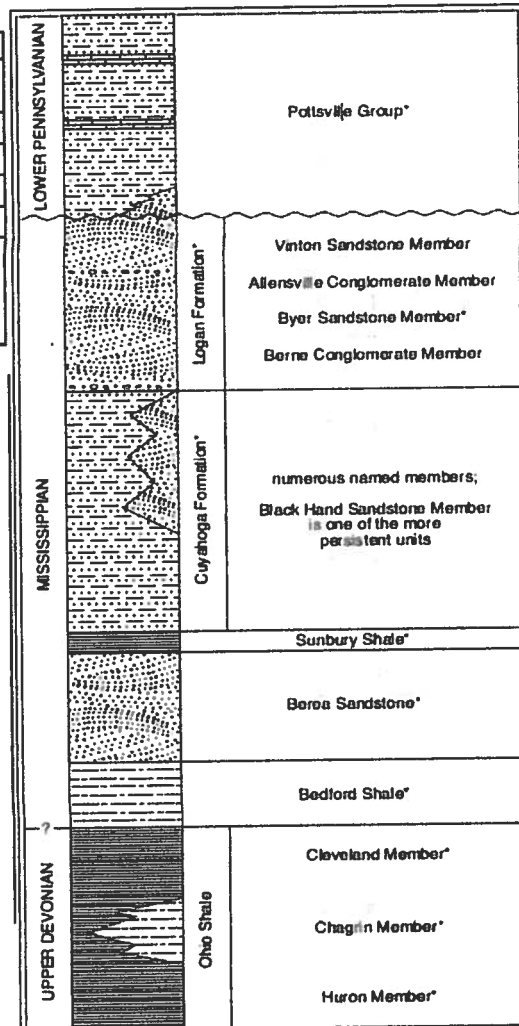 LOWER PENNSYLVANIAN
Pottsville Group*
MISSISSIPPIAN
Logan Formation*
Vinton Sandstone Member
Allensville Conglomerate Member
Byer Sandstone Member*
Berne Conglomerate Member
Cuyahoga Formation*
numerous named members;
Black Hand Sandstone Member
is one of the more
persistent units
Sunbury Shale*
Berea Sandstone*
Bedford Shale*
?
UPPER DEVONIAN
Ohio Shale
Cleveland Member*
Chagrin Member*
Huron Member*